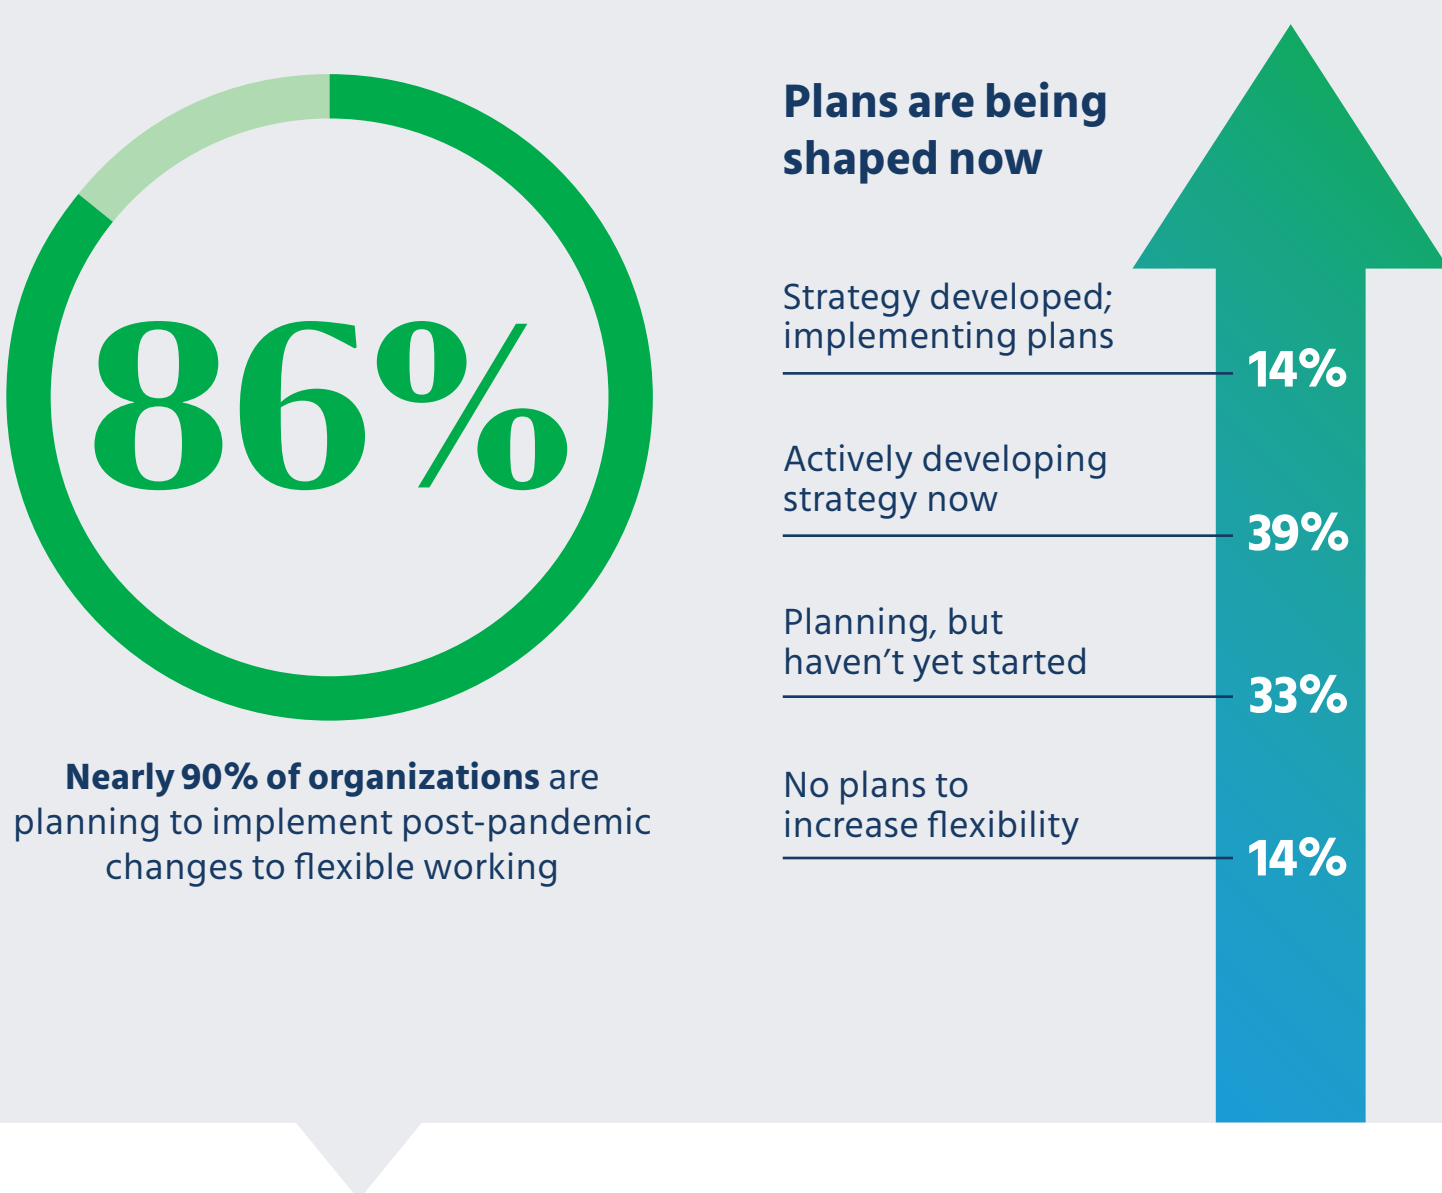 86%
Nearly 90% of organizations are
planning to implement post-pandemic
changes to flexible working
Plans are being
shaped now
Strategy developed;
implementing plans
14%
Actively developing
strategy now
39%
Planning, but
haven’t yet started
33%
No plans to
increase flexibility
14%